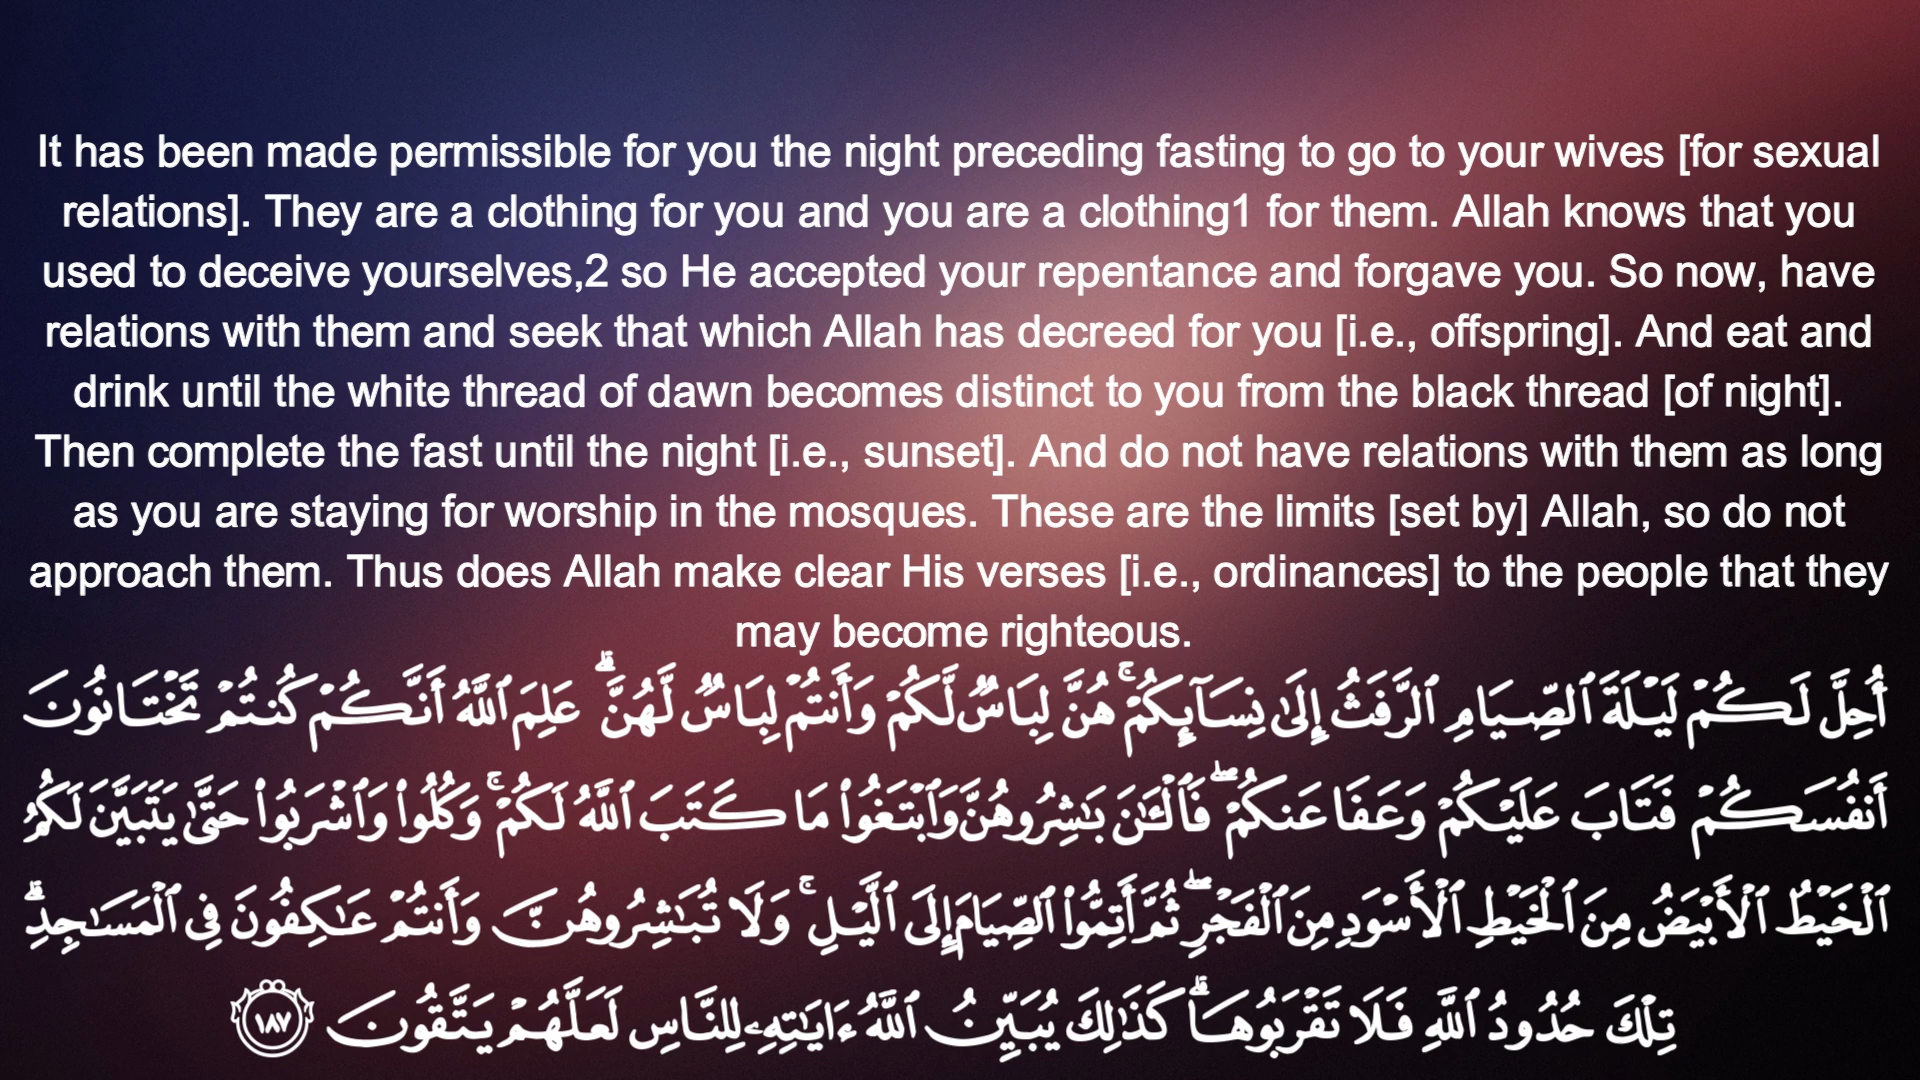 It has been made permissible for you the night preceding fasting to go to your wives [for sexual
relations]. They are a clothing for you and you are a clothing1 for them. Allah knows that you
used to deceive yourselves,2 so He accepted your repentance and forgave you. So now, have
relations with them and seek that which Allah has decreed for you [i.e., offspring]. And eat and
drink until the white thread of dawn becomes distinct to you from the black thread [of night].
Then complete the fast until the night [i.e., sunset]. And do not have relations with them as long
as you are staying for worship in the mosques. These are the limits [set by] Allah, so do not
approach them. Thus does Allah make clear His verses [i.e., ordinances] to the people that they
may become righteous.
أُحِلَّ لَكُمْ لَيْلَةَ ٱلصِّيَامِ ٱلرَّفَثُ إِلَىٰ نِسَآئِكُمْ ۚ هُنَّ لِبَاسٌ لَّكُمْ وَأَنتُمْ لِبَاسٌ لَّهُنَّ ۗ عَلِمَ ٱللَّهُ أَنَّكُمْ كُنتُمْ تَخْتَانُونَ
أَنفُسَكُمْ فَتَابَ عَلَيْكُمْ وَعَفَا عَنكُمْ ۖ فَٱلْـَٰٔنَ بَـٰشِرُوهُنَّ وَٱبْتَغُوا۟ مَا كَتَبَ ٱللَّهُ لَكُمْ ۚ وَكُلُوا۟ وَٱشْرَبُوا۟ حَتَّىٰ يَتَبَيَّنَ لَكُمُ
ٱلْخَيْطُ ٱلْأَبْيَضُ مِنَ ٱلْخَيْطِ ٱلْأَسْوَدِ مِنَ ٱلْفَجْرِ ۖ ثُمَّ أَتِمُّوا۟ ٱلصِّيَامَ إِلَى ٱلَّيْلِ ۚ وَلَا تُبَـٰشِرُوهُنَّ وَأَنتُمْ عَـٰكِفُونَ فِى ٱلْمَسَـٰجِدِ ۗ
تِلْكَ حُدُودُ ٱللَّهِ فَلَا تَقْرَبُوهَا ۗ كَذَٰلِكَ يُبَيِّنُ ٱللَّهُ ءَايَـٰتِهِۦ لِلنَّاسِ لَعَلَّهُمْ يَتَّقُونَ ١٨٧